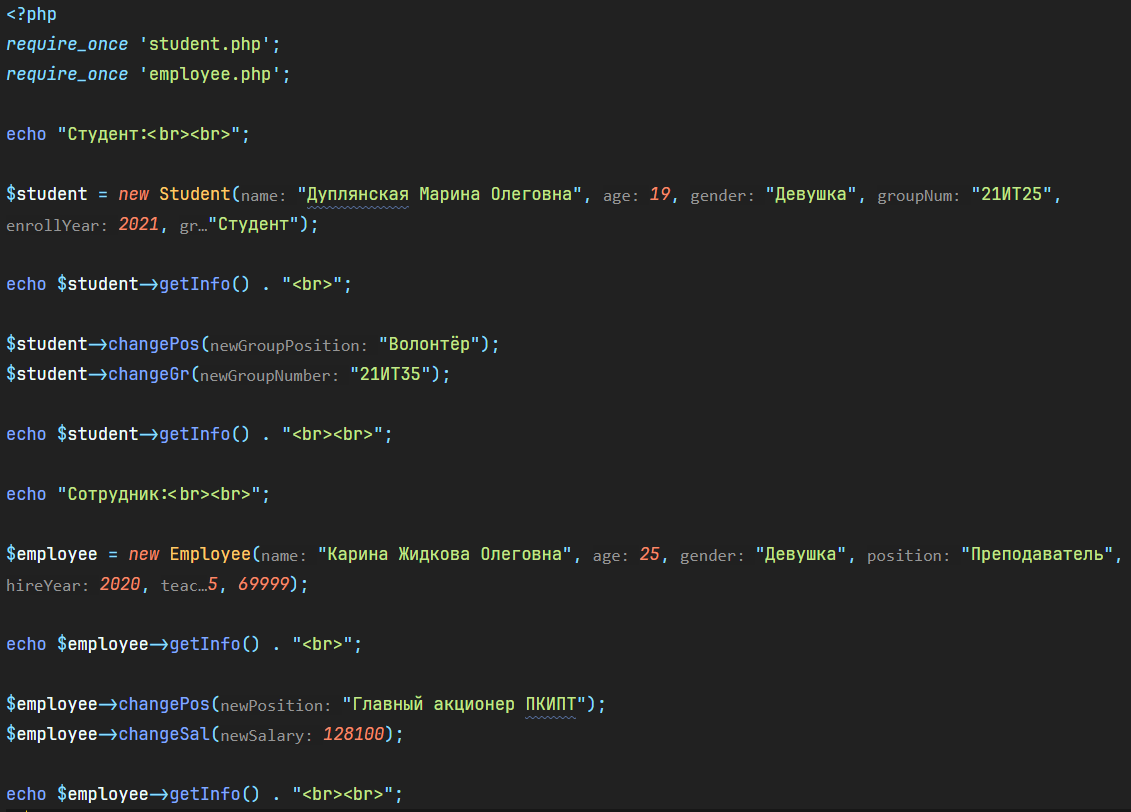 <?php
require_once 'student.php';
require_once 'employee.php';
echo "Студент:<br><br>";
$student = new Student(name: "Дуплянская Марина Олеговна", age: 19, gender: "Девушка", groupNum: "21ИТ25",
enrollYear: 2021, gr…"Студент");
echo $student->getInfo() . "<br>";
$student->changePos(newGroupPosition: "Волонтёр");
$student->changeGr(newGroupNumber: "21ИТ35");
echo $student->getInfo() . "<br><br>";
echo "Сотрудник:<br><br>";
$employee = new Employee(name: "Карина Жидкова Олеговна", age: 25, gender: "Девушка", position: "Преподаватель",
hireYear: 2020, teac…5, 69999);
echo $employee->getInfo() . "<br>";
$employee->changePos(newPosition: "Главный акционер ПКИПТ");
$employee->changeSal(newSalary: 128100);
echo $employee->getInfo() . "<br><br>";